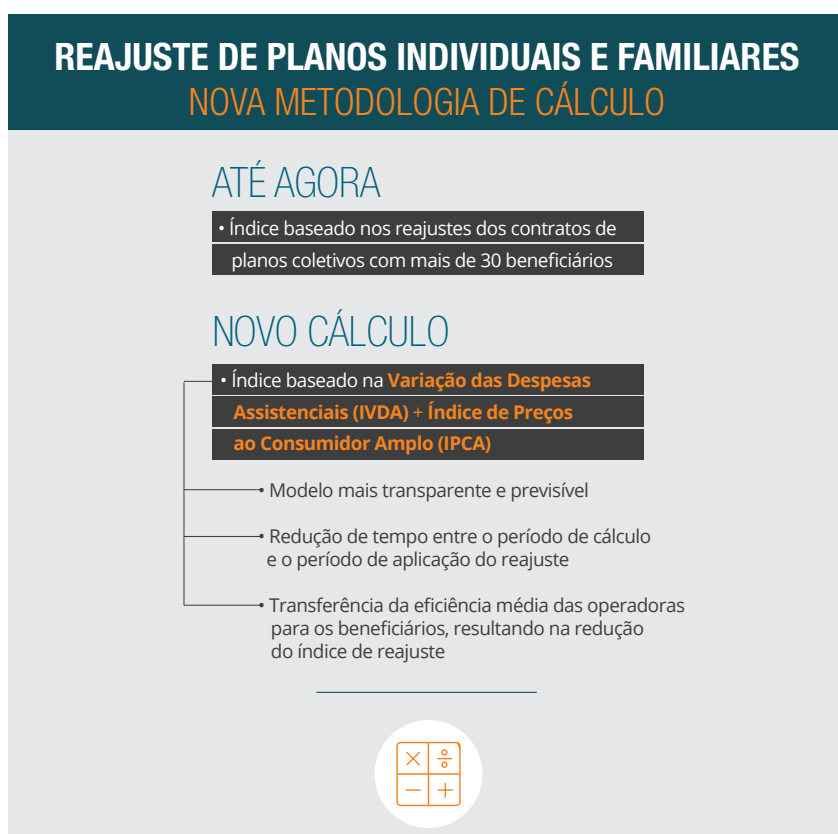 REAJUSTE DE PLANOS INDIVIDUAIS E FAMILIARES
NOVA METODOLOGIA DE CÁLCULO
ATÉ AGORA
• Índice baseado nos reajustes dos contratos de
planos coletivos com mais de 30 beneficiários
NOVO CÁLCULO
• Índice baseado na Variação das Despesas
Assistenciais (IVDA) + Índice de Preços
ao Consumidor Amplo (IPCA)
• Modelo mais transparente e previsível
• Redução de tempo entre o período de cálculo
e o período de aplicação do reajuste
• Transferência da eficiência média das operadoras
para os beneficiários, resultando na redução
do índice de reajuste